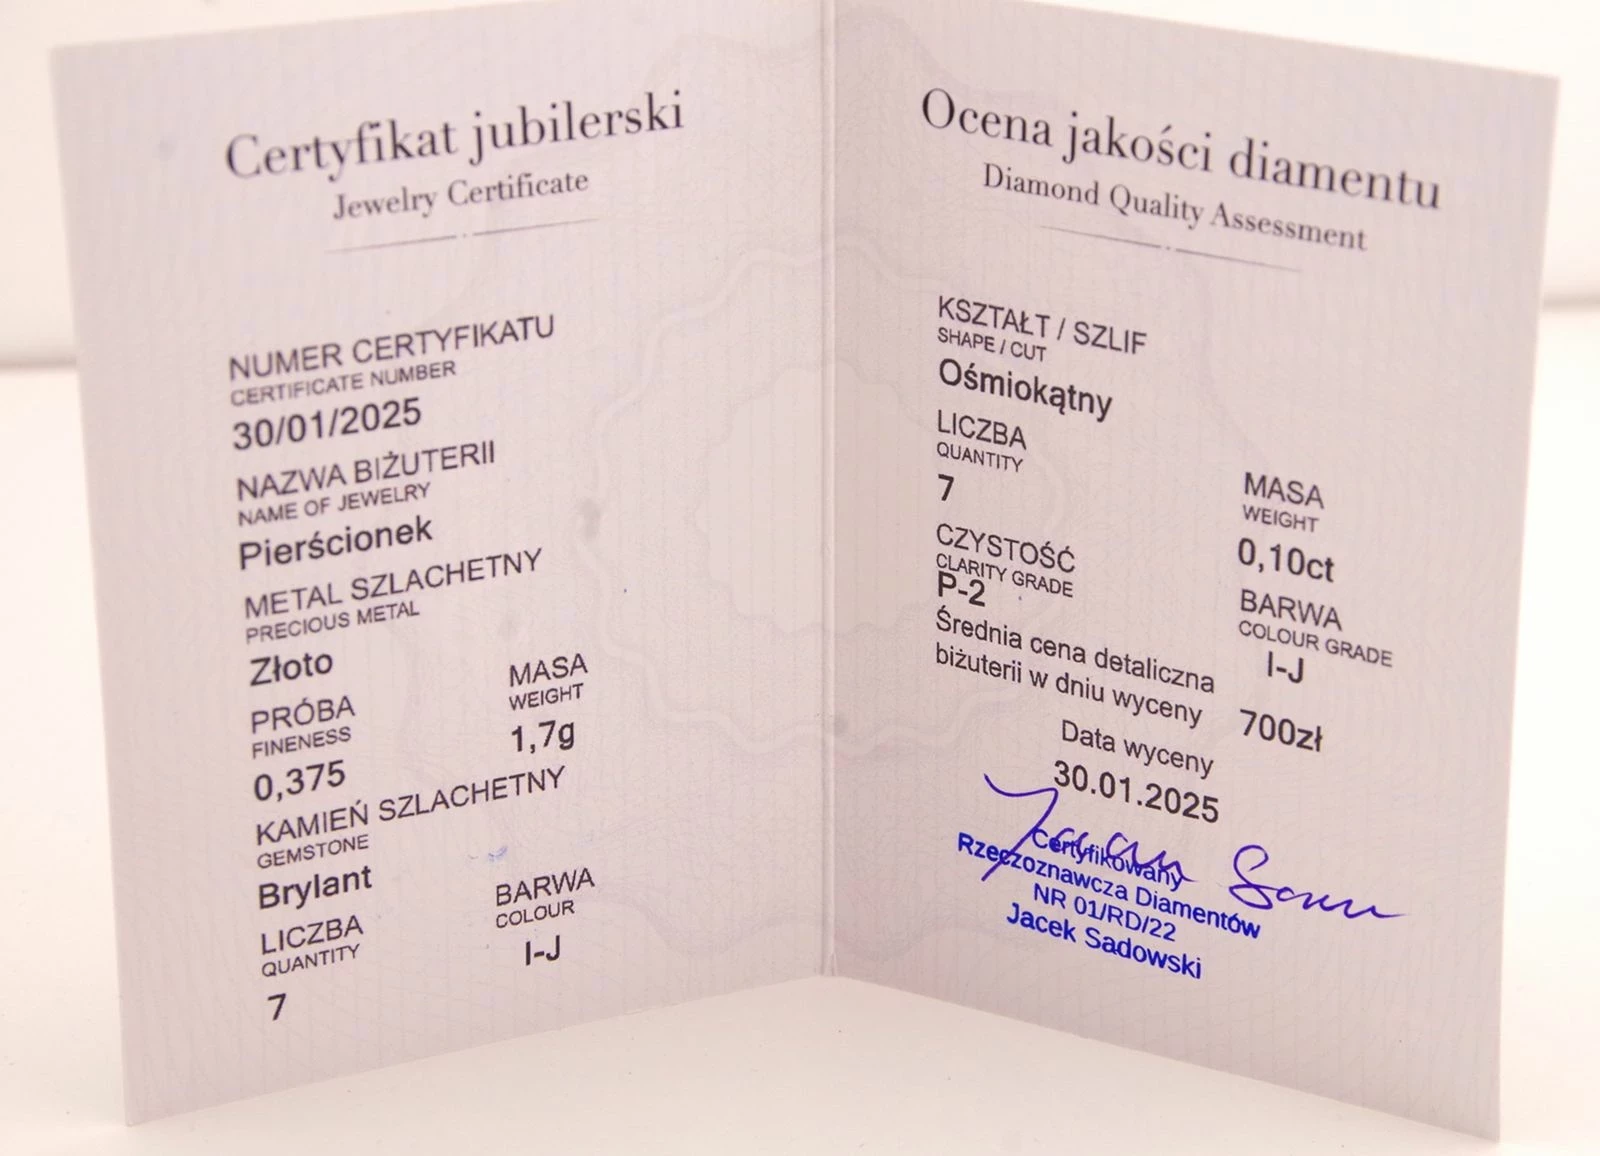 Certyfikat jubilerski
Jewelry Certificate
NUMER CERTYFIKATU
CERTIFICATE NUMBER
30/01/2025
NAZWA BIŻUTERII
NAME OF JEWELRY
Pierścionek
METAL SZLACHETNY
PRECIOUS METAL
Złoto
PRÓBA
FINENESS
0,375
MASA
WEIGHT
1,7g
KAMIEŃ SZLACHETNY
GEMSTONE
Brylant
LICZBA
QUANTITY
7
BARWA
COLOUR
I-J
Ocena jakości diamentu
Diamond Quality Assessment
KSZTAŁT / SZLIF
SHAPE / CUT
Ośmiokątny
LICZBA
QUANTITY
7
MASA
WEIGHT
0,10ct
CZYSTOŚĆ
CLARITY GRADE
P-2
BARWA
COLOUR GRADE
I-J
Średnia cena detaliczna
biżuterii w dniu wyceny 700zł
Data wyceny
30.01.2025
Certyfikowany
Rzeczoznawcza Diamentów
NR 01/RD/22
Jacek Sadowski